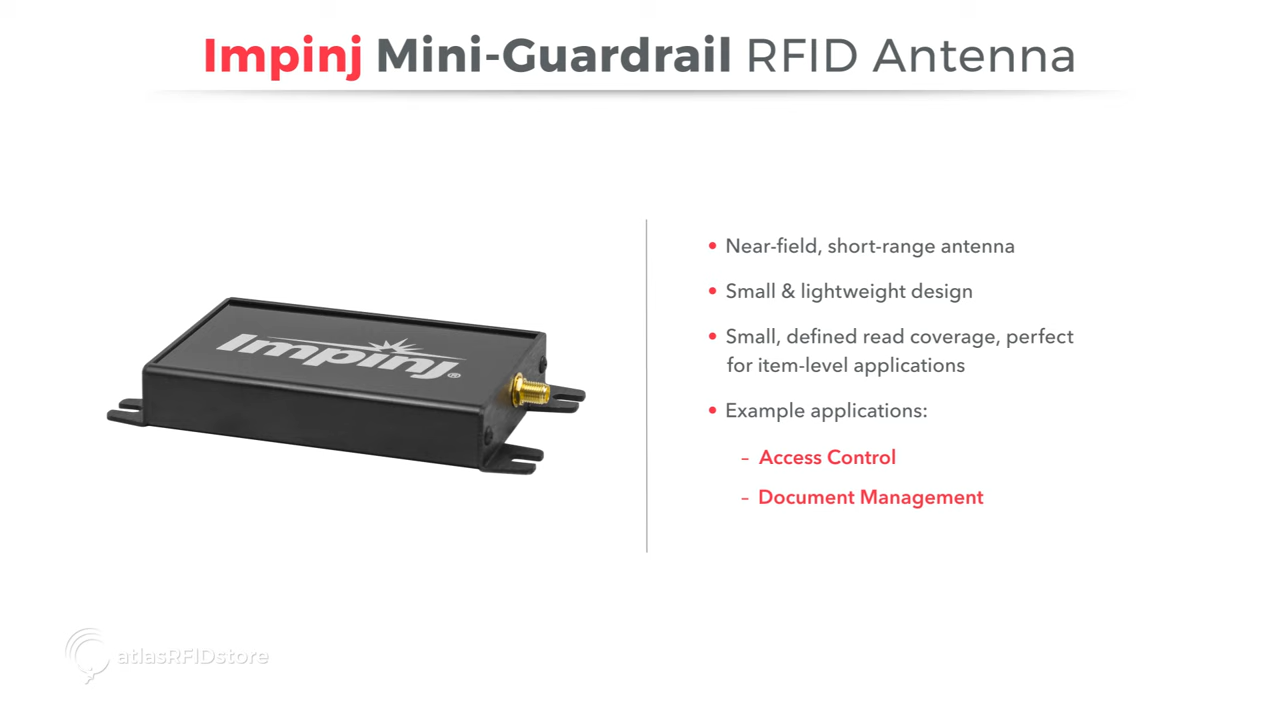 Impinj Mini-Guardrail RFID Antenna
Impinj®
• Near-field, short-range antenna
• Small & lightweight design
• Small, defined read coverage, perfect
for item-level applications
• Example applications:
– Access Control
– Document Management
atlasRFIDstore